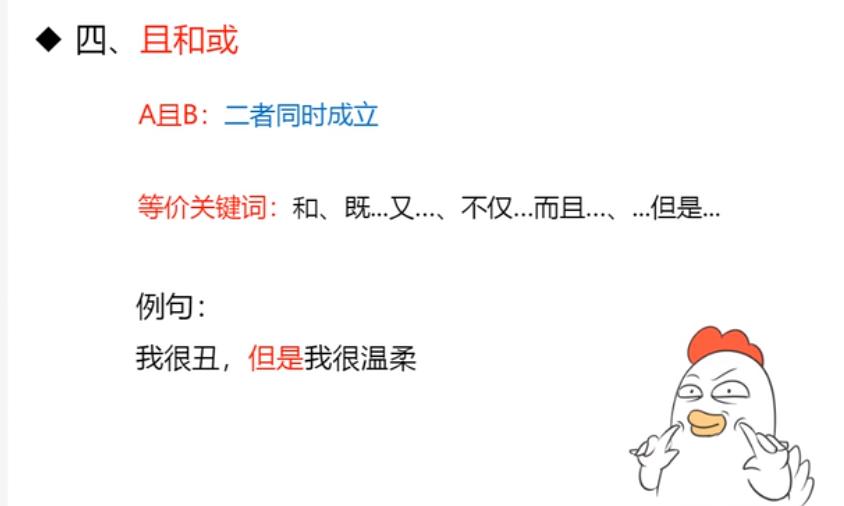 ◆ 四、且和或
A且B：二者同时成立
等价关键词：和、既...又...、不仅...而且...、...但是...
例句：
我很丑，但是我很温柔